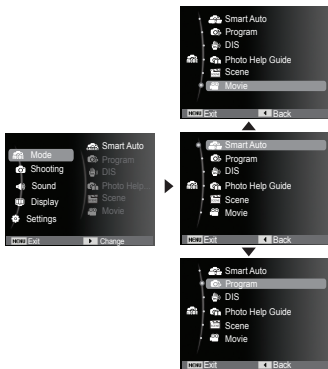 Mode
Shooting
Sound
Display
Settings
Smart Auto
Program
DIS
Photo Help...
Scene
Movie
MENU Exit
Change
Smart Auto
Program
DIS
Photo Help Guide
Scene
Movie
MENU Exit
Back
Smart Auto
Program
DIS
Photo Help Guide
Scene
Movie
MENU Exit
Back
Smart Auto
Program
DIS
Photo Help Guide
Scene
Movie
MENU Exit
Back